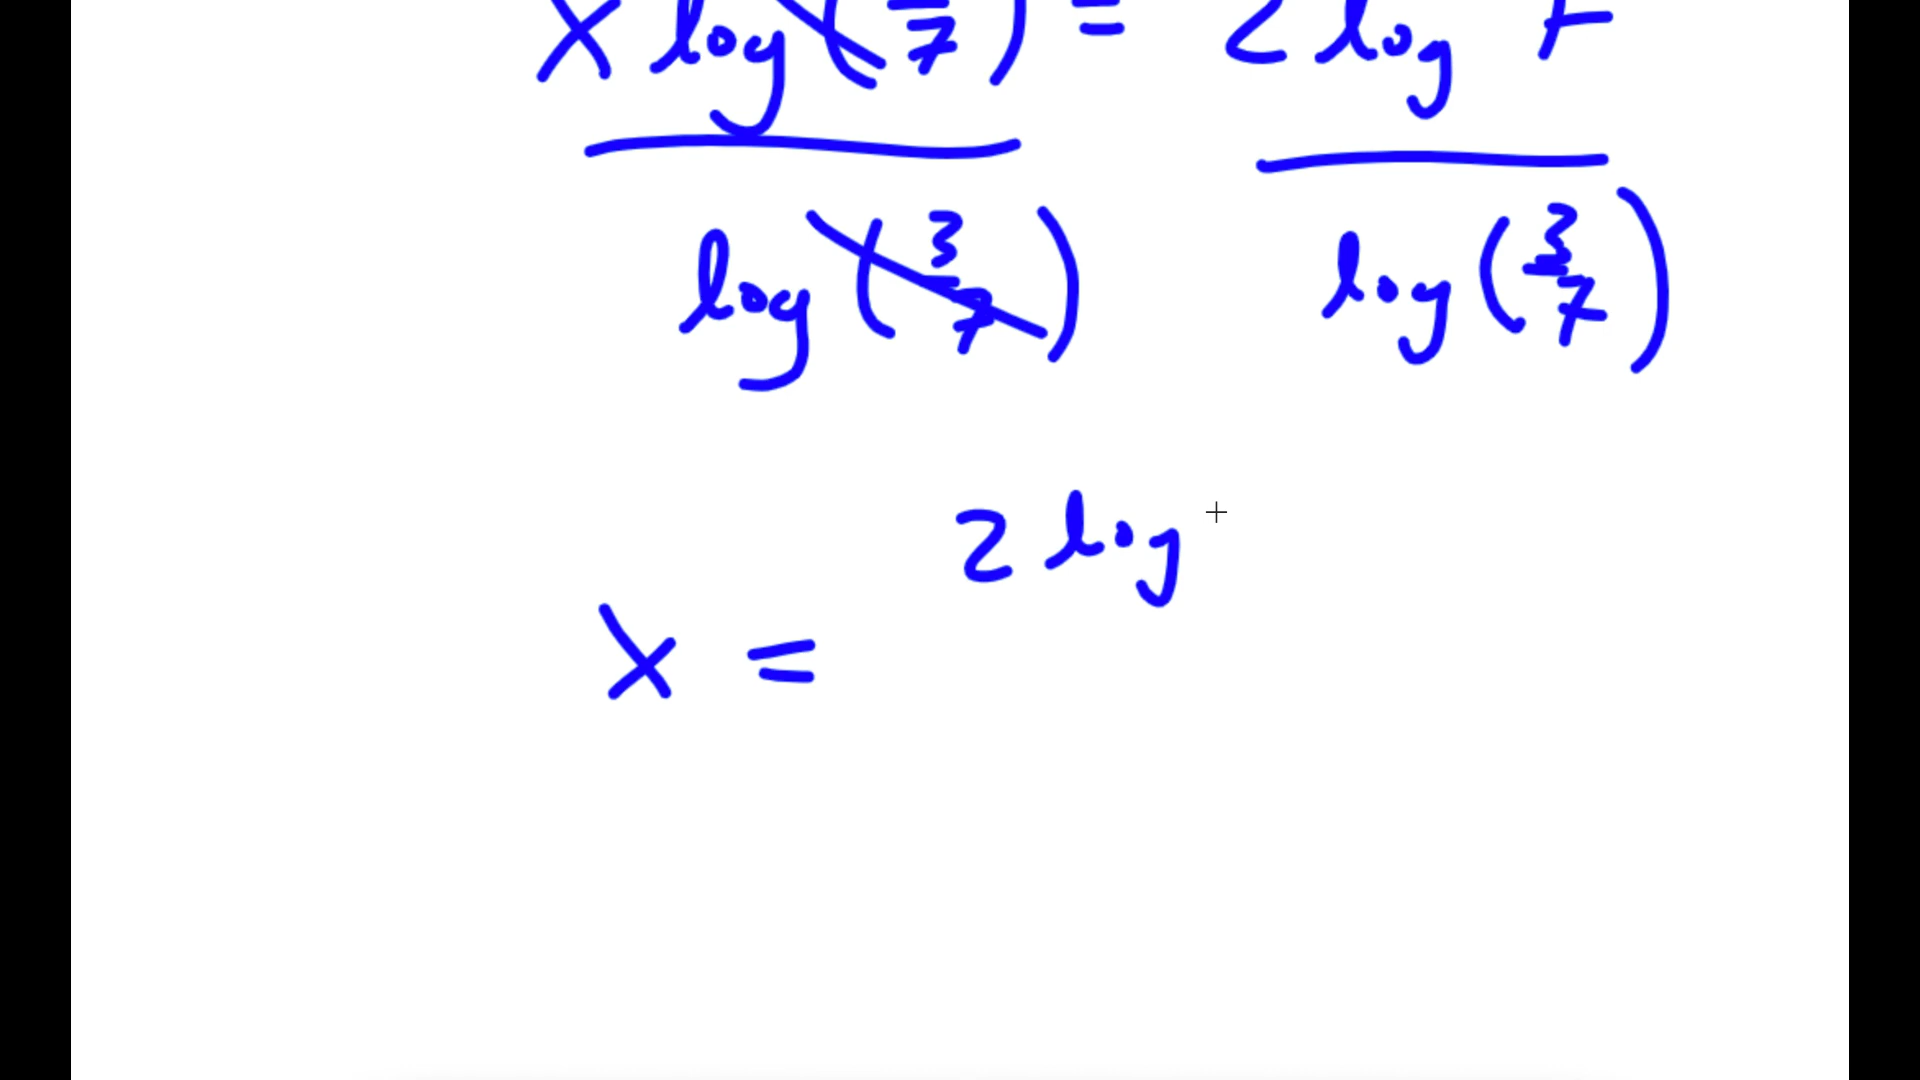 x log(3/7) = 2 log 7
log(3/7) log(3/7)
2 log
x =